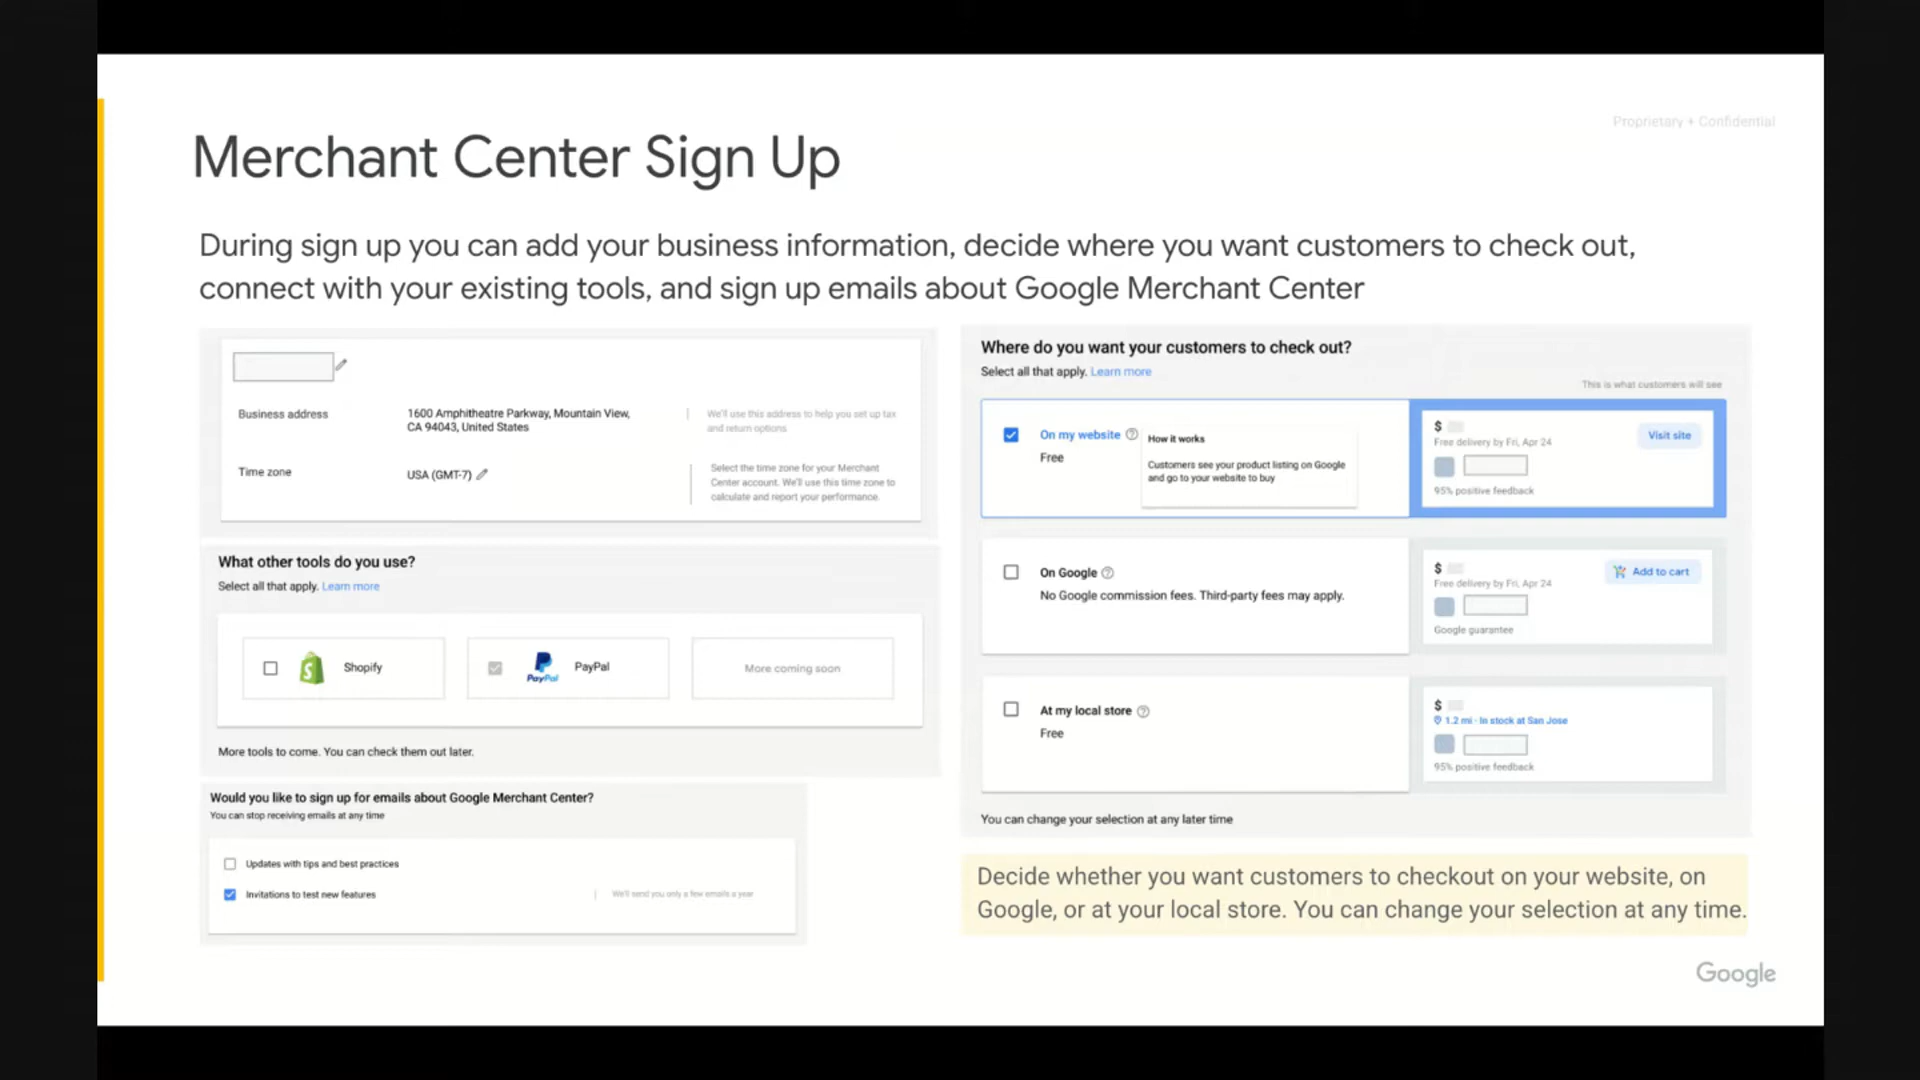 Proprietary + Confidential
Merchant Center Sign Up
During sign up you can add your business information, decide where you want customers to check out,
connect with your existing tools, and sign up emails about Google Merchant Center
Business address
1600 Amphitheatre Parkway, Mountain View,
CA 94043, United States
We'll use this address to help you set up tax
and return options
Time zone
USA (GMT-7)
Select the time zone for your Merchant
Center account. We'll use this time zone to
calculate and report your performance.
What other tools do you use?
Select all that apply. Learn more
Shopify
PayPal
PayPal
More coming soon
More tools to come. You can check them out later.
Would you like to sign up for emails about Google Merchant Center?
You can stop receiving emails at any time
Updates with tips and best practices
Invitations to test new features
We'll send you only a few emails a year
Where do you want your customers to check out?
Select all that apply. Learn more
This is what customers will see
On my website
Free
How it works
Customers see your product listing on Google
and go to your website to buy
$
Free delivery by Fri, Apr 24
Visit site
95% positive feedback
On Google
No Google commission fees. Third-party fees may apply.
$
Free delivery by Fri, Apr 24
Add to cart
Google guarantee
At my local store
Free
$
1.2 mi · In stock at San Jose
95% positive feedback
You can change your selection at any later time
Decide whether you want customers to checkout on your website, on
Google, or at your local store. You can change your selection at any time.
Google